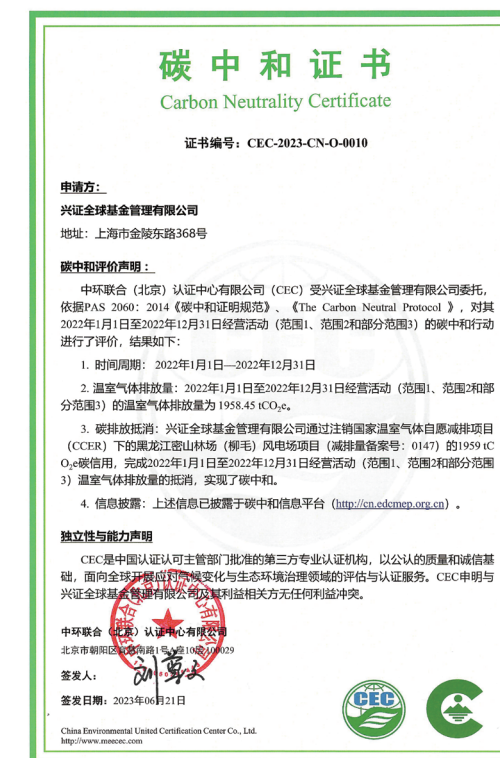 碳中和证书
Carbon Neutrality Certificate
证书编号：CEC-2023-CN-O-0010
申请方：
兴证全球基金管理有限公司
地址：上海市金陵东路368号
碳中和评价声明：
中环联合（北京）认证中心有限公司（CEC）受兴证全球基金管理有限公司委托，
依据PAS 2060：2014《碳中和证明规范》、《The Carbon Neutral Protocol 》，对其
2022年1月1日至2022年12月31日经营活动（范围1、范围2和部分范围3）的碳中和行动
进行了评价，结果如下：
1. 时间周期：2022年1月1日—2022年12月31日
2. 温室气体排放量：2022年1月1日至2022年12月31日经营活动（范围1、范围2和部
分范围3）的温室气体排放量为 1958.45 tCO₂e。
3. 碳排放抵消：兴证全球基金管理有限公司通过注销国家温室气体自愿减排项目
（CCER）下的黑龙江密山林场（柳毛）风电场项目（减排量备案号：0147）的1959 tC
O₂e碳信用，完成2022年1月1日至2022年12月31日经营活动（范围1、范围2和部分范围
3）温室气体排放量的抵消，实现了碳中和。
4. 信息披露：上述信息已披露于碳中和信息平台（http://cn.edcmep.org.cn）。
独立性与能力声明
CEC是中国认证认可主管部门批准的第三方专业认证机构，以公认的质量和诚信基
础，面向全球开展应对气候变化与生态环境治理领域的评估与认证服务。CEC申明与
兴证全球基金管理有限公司及其利益相关方无任何利益冲突。
中环联合（北京）认证中心有限公司
北京市朝阳区育慧南路1号A座10层 100029
签发人：
签发日期：2023年06月21日
China Environmental United Certification Center Co., Ltd.
http://www.meecec.com
CEC